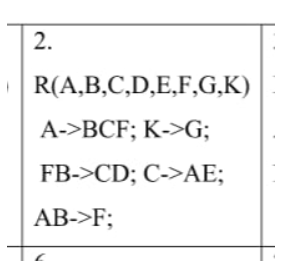 2.
R(A,B,C,D,E,F,G,K)
A->BCF; K->G;
FB->CD; C->AE;
AB->F;